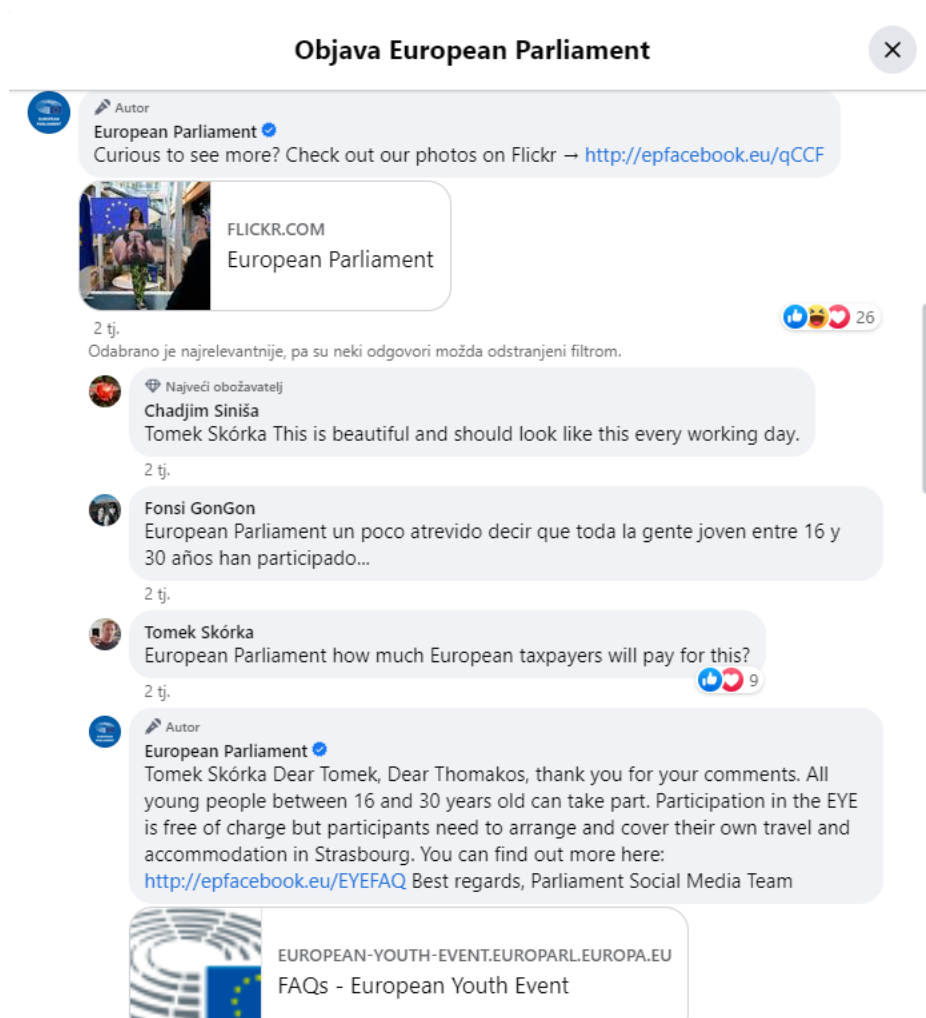 Objava European Parliament
Autor
European Parliament
Curious to see more? Check out our photos on Flickr → http://epfacebook.eu/qCCF
FLICKR.COM
European Parliament
2 tj.
26
Odabrano je najrelevantnije, pa su neki odgovori možda odstranjeni filtrom.
Najveći obožavatelj
Chadjim Siniša
Tomek Skórka This is beautiful and should look like this every working day.
2 tj.
Fonsi GonGon
European Parliament un poco atrevido decir que toda la gente joven entre 16 y
30 años han participado...
2 tj.
Tomek Skórka
European Parliament how much European taxpayers will pay for this?
9
2 tj.
Autor
European Parliament
Tomek Skórka Dear Tomek, Dear Thomakos, thank you for your comments. All
young people between 16 and 30 years old can take part. Participation in the EYE
is free of charge but participants need to arrange and cover their own travel and
accommodation in Strasbourg. You can find out more here:
http://epfacebook.eu/EYEFAQ Best regards, Parliament Social Media Team
EUROPEAN-YOUTH-EVENT.EUROPARL.EUROPA.EU
FAQs - European Youth Event